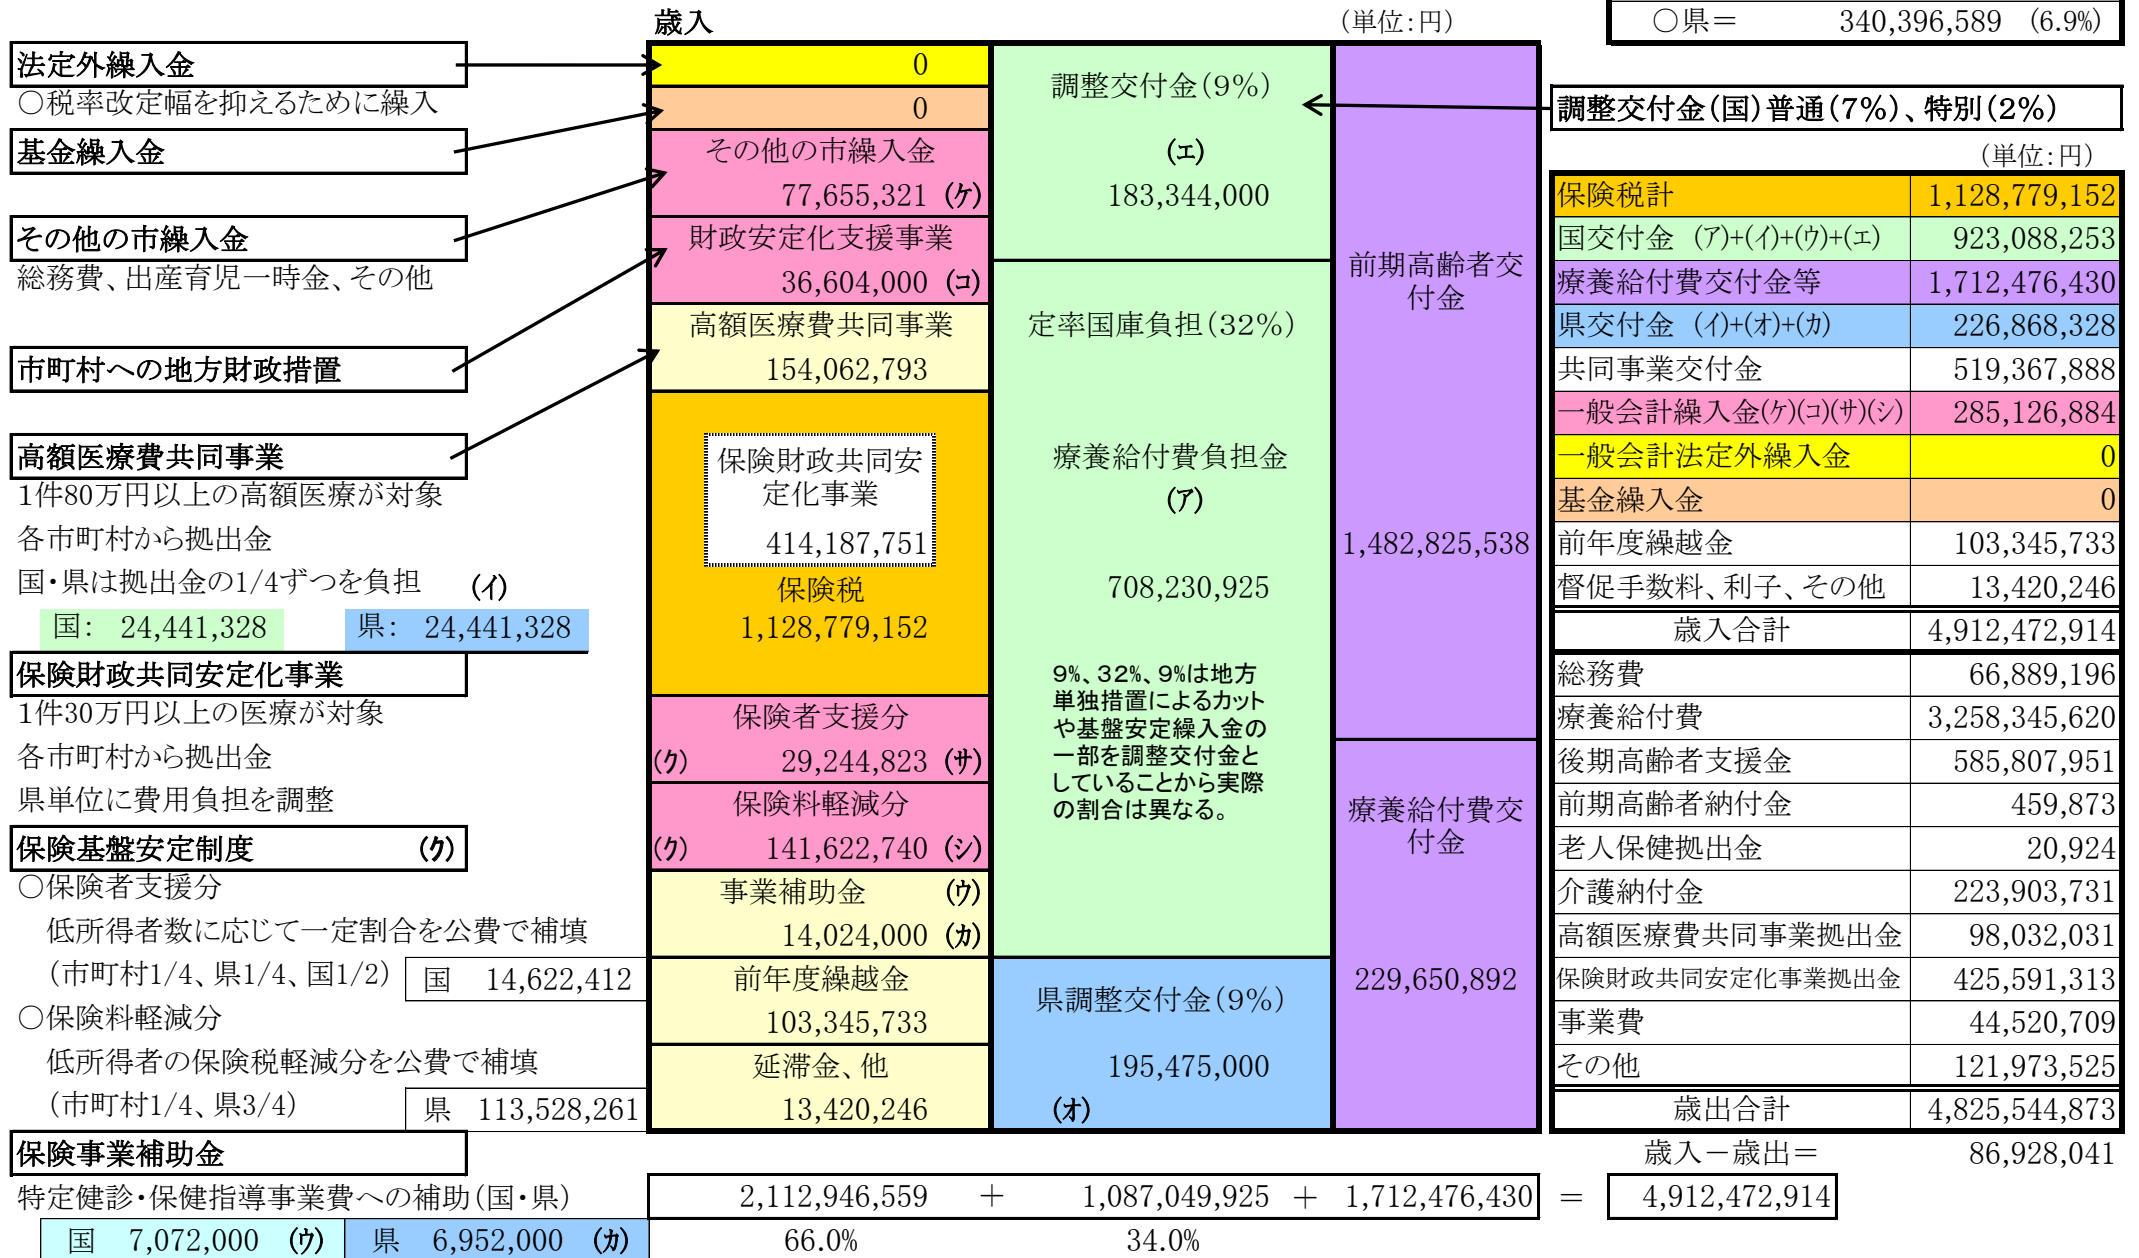 歳入
(単位:円)
○県＝ 340,396,589 (6.9%)
法定外繰入金
○税率改定幅を抑えるために繰入
基金繰入金
その他の市繰入金
総務費、出産育児一時金、その他
市町村への地方財政措置
高額医療費共同事業
1件80万円以上の高額医療が対象
各市町村から拠出金
国・県は拠出金の1/4ずつを負担 (イ)
国: 24,441,328 県: 24,441,328
保険財政共同安定化事業
1件30万円以上の医療が対象
各市町村から拠出金
県単位に費用負担を調整
保険基盤安定制度 (ク)
○保険者支援分
低所得者数に応じて一定割合を公費で補填
(市町村1/4、県1/4、国1/2) 国 14,622,412
○保険料軽減分
低所得者の保険税軽減分を公費で補填
(市町村1/4、県3/4) 県 113,528,261
保険事業補助金
特定健診・保健指導事業費への補助(国・県)
国 7,072,000 (ウ) 県 6,952,000 (カ)
0
0
その他の市繰入金
77,655,321 (ケ)
財政安定化支援事業
36,604,000 (コ)
高額医療費共同事業
154,062,793
保険財政共同安
定化事業
414,187,751
保険税
1,128,779,152
保険者支援分
(ク) 29,244,823 (サ)
保険料軽減分
(ク) 141,622,740 (シ)
事業補助金 (ウ)
14,024,000 (カ)
前年度繰越金
103,345,733
延滞金、他
13,420,246
調整交付金(9%)
(エ)
183,344,000
定率国庫負担(32%)
療養給付費負担金
(ア)
708,230,925
9%、32%、9%は地方
単独措置によるカット
や基盤安定繰入金の
一部を調整交付金と
していることから実際
の割合は異なる。
県調整交付金(9%)
195,475,000
(オ)
前期高齢者交
付金
1,482,825,538
療養給付費交
付金
229,650,892
調整交付金(国)普通(7%)、特別(2%)
(単位:円)
保険税計 1,128,779,152
国交付金 (ア)+(イ)+(ウ)+(エ) 923,088,253
療養給付費交付金等 1,712,476,430
県交付金 (イ)+(オ)+(カ) 226,868,328
共同事業交付金 519,367,888
一般会計繰入金(ケ)(コ)(サ)(シ) 285,126,884
一般会計法定外繰入金 0
基金繰入金 0
前年度繰越金 103,345,733
督促手数料、利子、その他 13,420,246
歳入合計 4,912,472,914
総務費 66,889,196
療養給付費 3,258,345,620
後期高齢者支援金 585,807,951
前期高齢者納付金 459,873
老人保健拠出金 20,924
介護納付金 223,903,731
高額医療費共同事業拠出金 98,032,031
保険財政共同安定化事業拠出金 425,591,313
事業費 44,520,709
その他 121,973,525
歳出合計 4,825,544,873
歳入－歳出＝ 86,928,041
2,112,946,559 ＋ 1,087,049,925 ＋ 1,712,476,430 ＝ 4,912,472,914
66.0% 34.0%